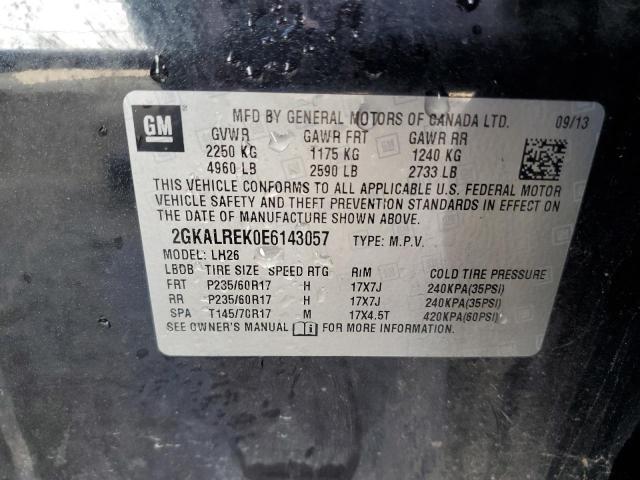 GM
MFD BY GENERAL MOTORS OF CANADA LTD. 09/13
GVWR GAWR FRT GAWR RR
2250 KG 1175 KG 1240 KG
4960 LB 2590 LB 2733 LB
THIS VEHICLE CONFORMS TO ALL APPLICABLE U.S. FEDERAL MOTOR
VEHICLE SAFETY AND THEFT PREVENTION STANDARDS IN EFFECT ON
THE DATE OF MANUFACTURE SHOWN ABOVE.
2GKALREK0E6143057 TYPE: M.P.V.
MODEL: LH26
LBDB TIRE SIZE SPEED RTG RIM COLD TIRE PRESSURE
FRT P235/60R17 H 17X7J 240KPA(35PSI)
RR P235/60R17 H 17X7J 240KPA(35PSI)
SPA T145/70R17 M 17X4.5T 420KPA(60PSI)
SEE OWNER'S MANUAL FOR MORE INFORMATION.